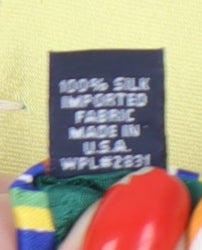 100% SILK
IMPORTED
FABRIC
MADE IN
U.S.A.
WPL#2831